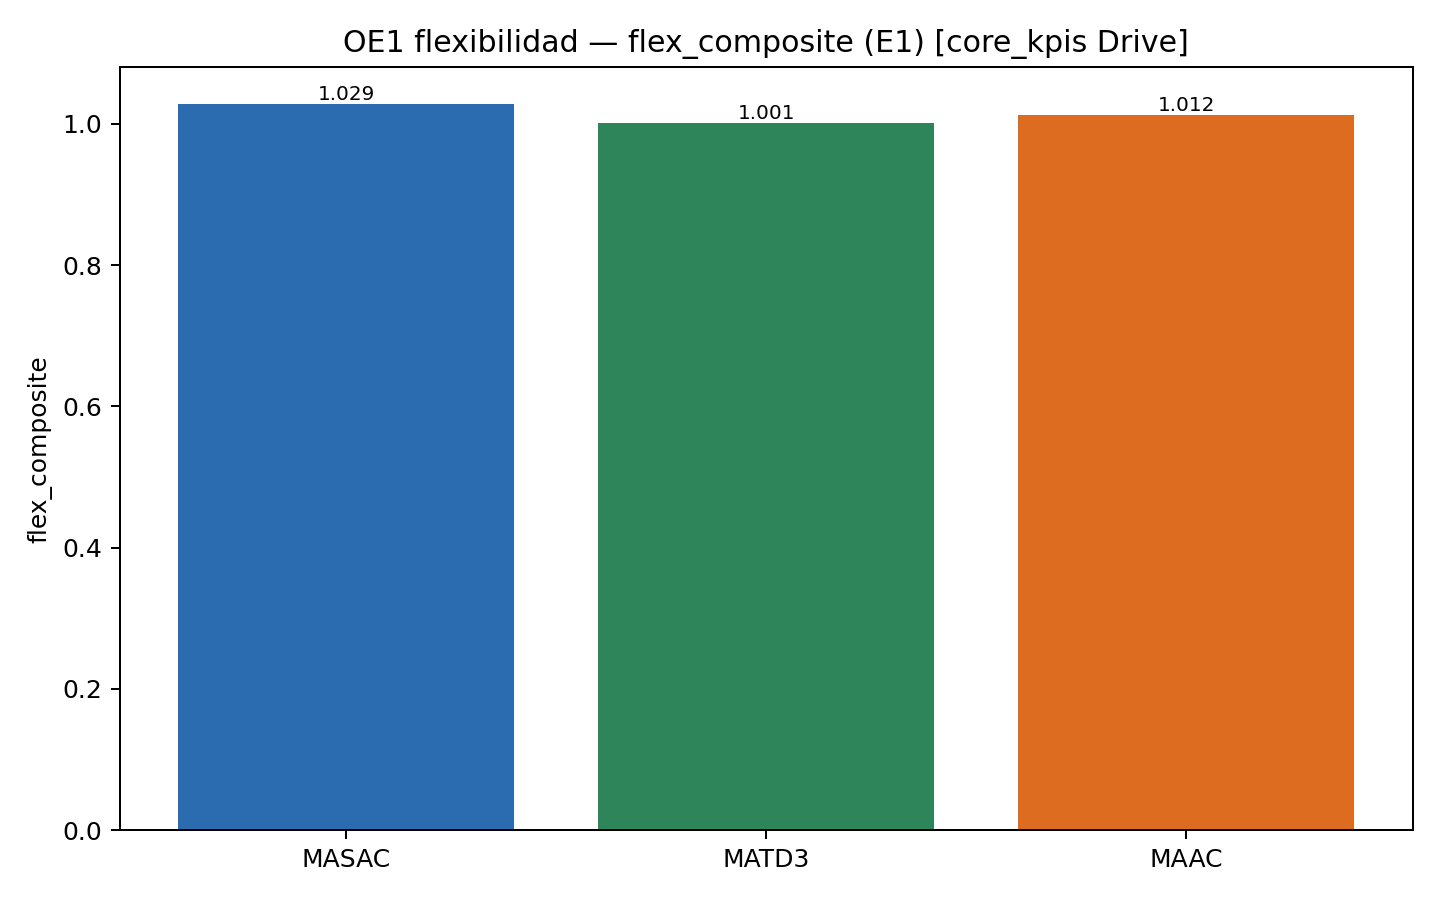 OE1 flexibilidad — flex_composite (E1) [core_kpis Drive]
1.029
1.001
1.012
1.0
0.8
0.6
0.4
0.2
0.0
flex_composite
MASAC
MATD3
MAAC